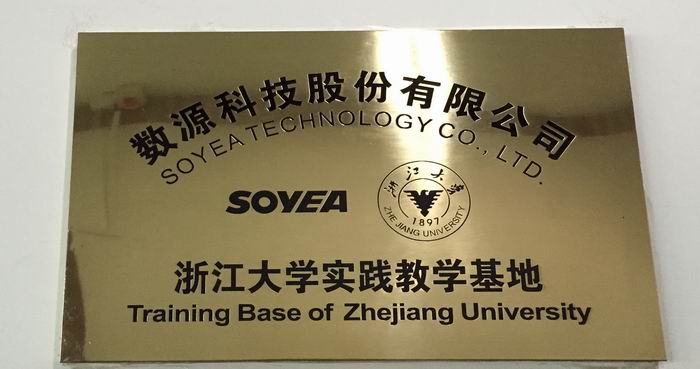 数源科技股份有限公司
SOYEA TECHNOLOGY CO., LTD.
SOYEA
浙江大学
1897
ZHE JIANG UNIVERSITY
浙江大学实践教学基地
Training Base of Zhejiang University